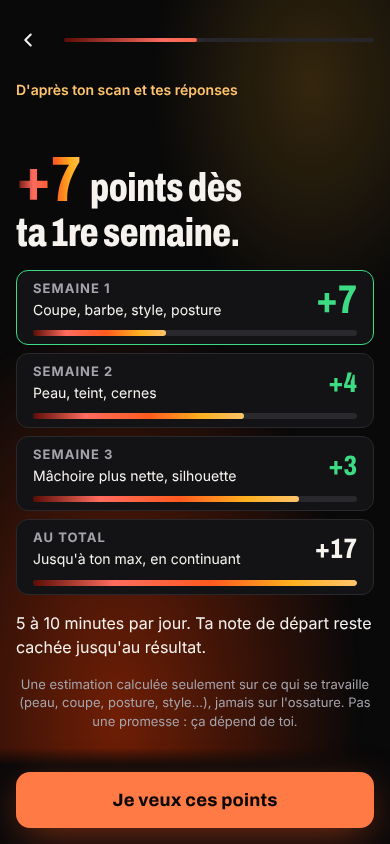 D'après ton scan et tes réponses
+7 points dès
ta 1re semaine.
SEMAINE 1
Coupe, barbe, style, posture
+7
SEMAINE 2
Peau, teint, cernes
+4
SEMAINE 3
Mâchoire plus nette, silhouette
+3
AU TOTAL
Jusqu'à ton max, en continuant
+17
5 à 10 minutes par jour. Ta note de départ reste
cachée jusqu'au résultat.
Une estimation calculée seulement sur ce qui se travaille
(peau, coupe, posture, style…), jamais sur l'ossature. Pas
une promesse : ça dépend de toi.
Je veux ces points